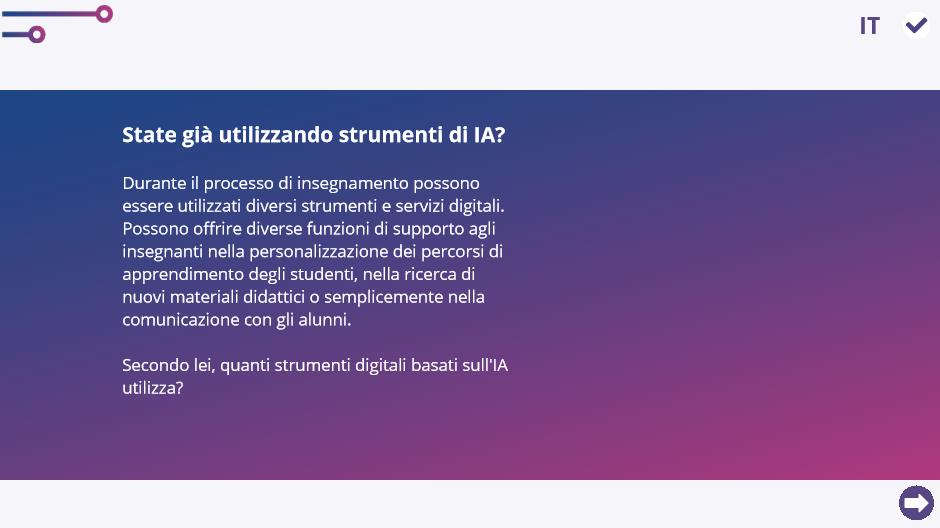 IT
State già utilizzando strumenti di IA?
Durante il processo di insegnamento possono
essere utilizzati diversi strumenti e servizi digitali.
Possono offrire diverse funzioni di supporto agli
insegnanti nella personalizzazione dei percorsi di
apprendimento degli studenti, nella ricerca di
nuovi materiali didattici o semplicemente nella
comunicazione con gli alunni.
Secondo lei, quanti strumenti digitali basati sull'IA
utilizza?